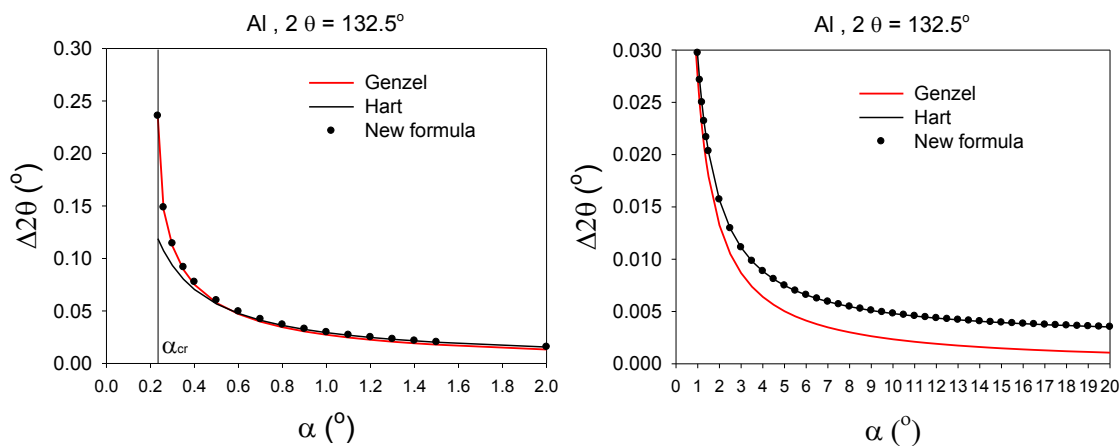 Al , 2 θ = 132.5°
0.30
0.25
0.20
0.15
0.10
0.05
0.00
Δ2θ (°)
Genzel
Hart
New formula
αcr
0.0 0.2 0.4 0.6 0.8 1.0 1.2 1.4 1.6 1.8 2.0
α (°)
Al , 2 θ = 132.5°
0.030
0.025
0.020
0.015
0.010
0.005
0.000
Δ2θ (°)
Genzel
Hart
New formula
0 1 2 3 4 5 6 7 8 9 10 11 12 13 14 15 16 17 18 19 20
α (°)